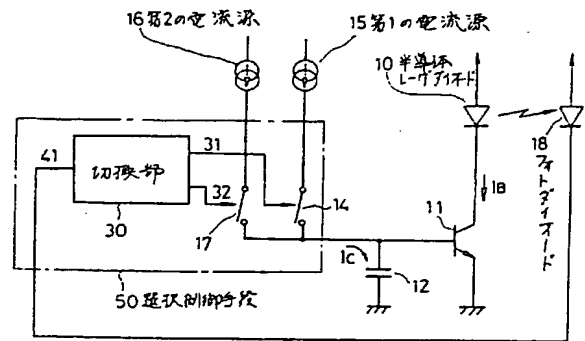 16 第2の電流源
15 第1の電流源
10 半導体
レーザダイオード
18
フォトダイオード
41
31
切換部
32
30
17
14
IB
11
Ic
12
50 選択制御手段